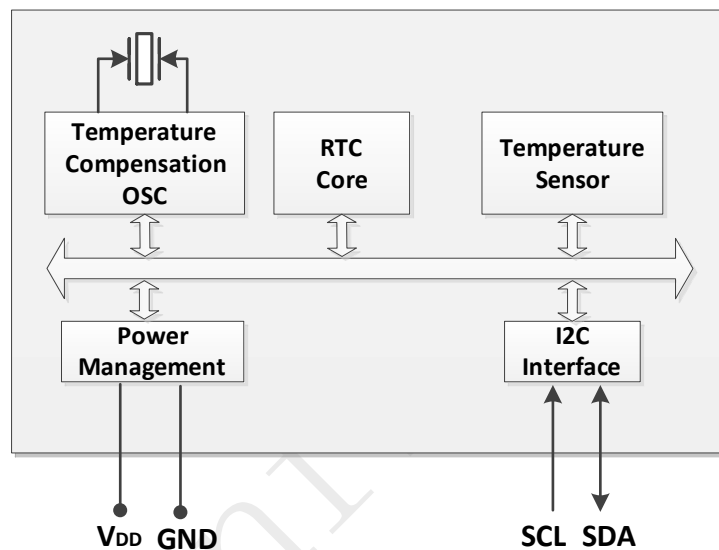 Temperature
Compensation
OSC
RTC
Core
Temperature
Sensor
Power
Management
I2C
Interface
VDD GND
SCL SDA